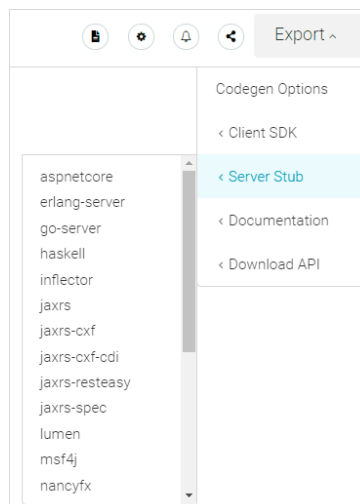 Export
Codegen Options
‹ Client SDK
‹ Server Stub
‹ Documentation
‹ Download API
aspnetcore
erlang-server
go-server
haskell
inflector
jaxrs
jaxrs-cxf
jaxrs-cxf-cdi
jaxrs-resteasy
jaxrs-spec
lumen
msf4j
nancyfx